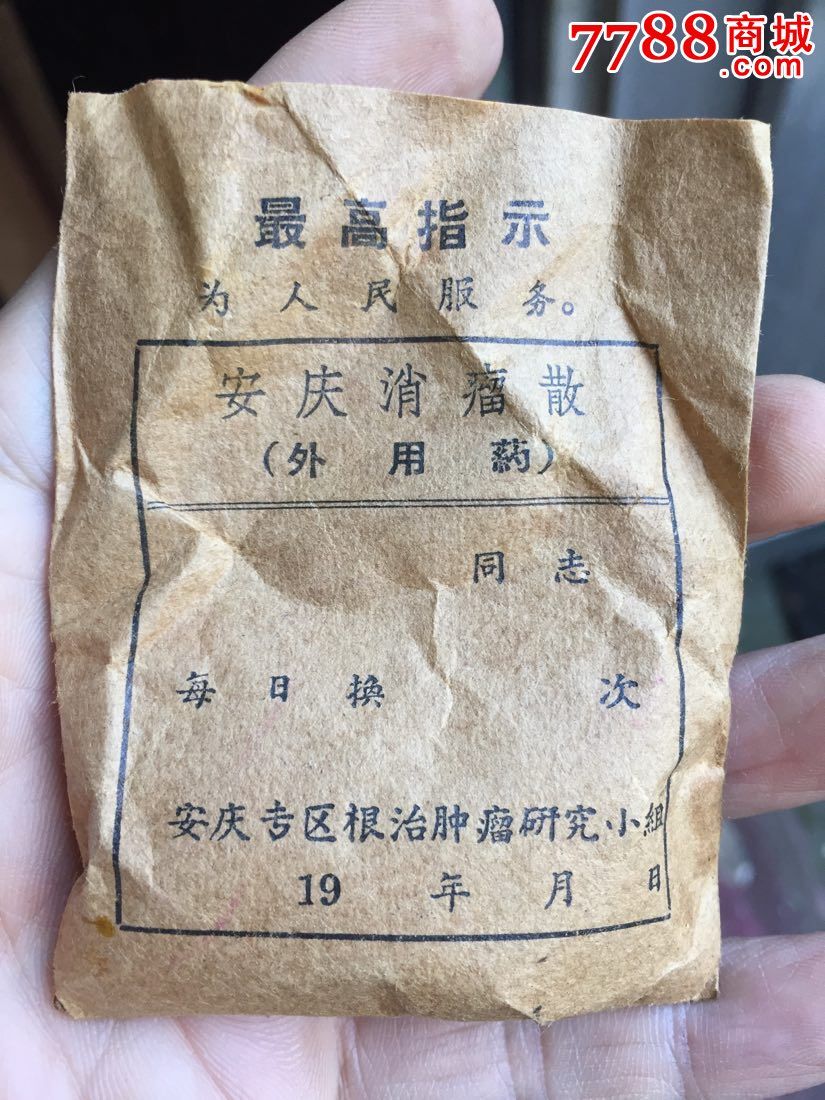 7788商城
.com
最高指示
为人民服务。
安庆消瘤散
（外用药）
同志
每日换 次
安庆专区根治肿瘤研究小組
19 年 月 日